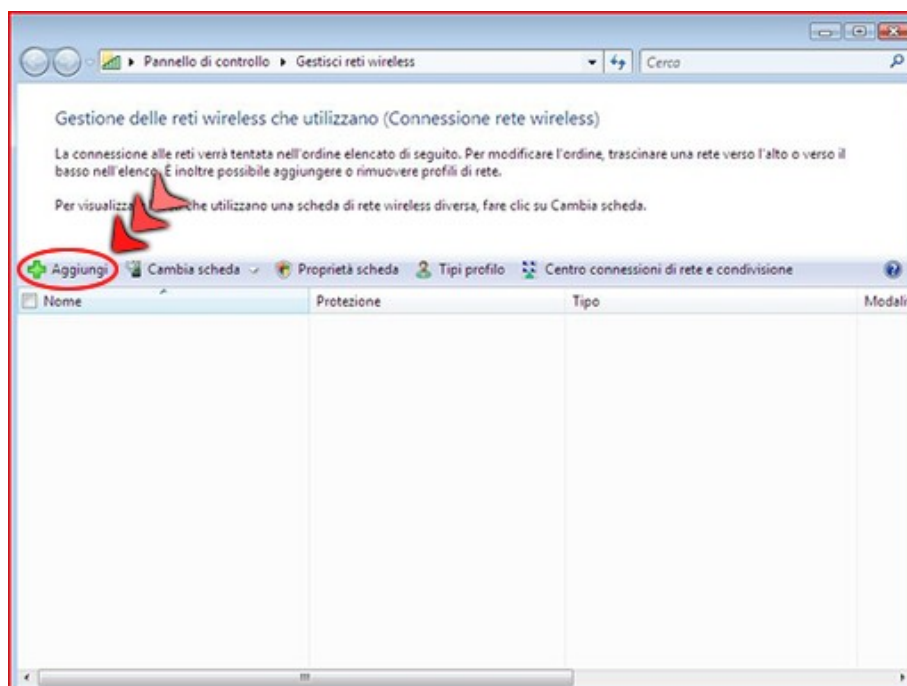 Pannello di controllo Gestisci reti wireless Cerca
Gestione delle reti wireless che utilizzano (Connessione rete wireless)
La connessione alle reti verrà tentata nell'ordine elencato di seguito. Per modificare l'ordine, trascinare una rete verso l'alto o verso il
basso nell'elenco. È inoltre possibile aggiungere o rimuovere profili di rete.
Per che utilizzano una scheda di rete wireless diversa, fare clic su Cambia scheda.
Aggiungi Cambia scheda Proprietà scheda Tipi profilo Centro connessioni di rete e condivisione
Nome Protezione Tipo